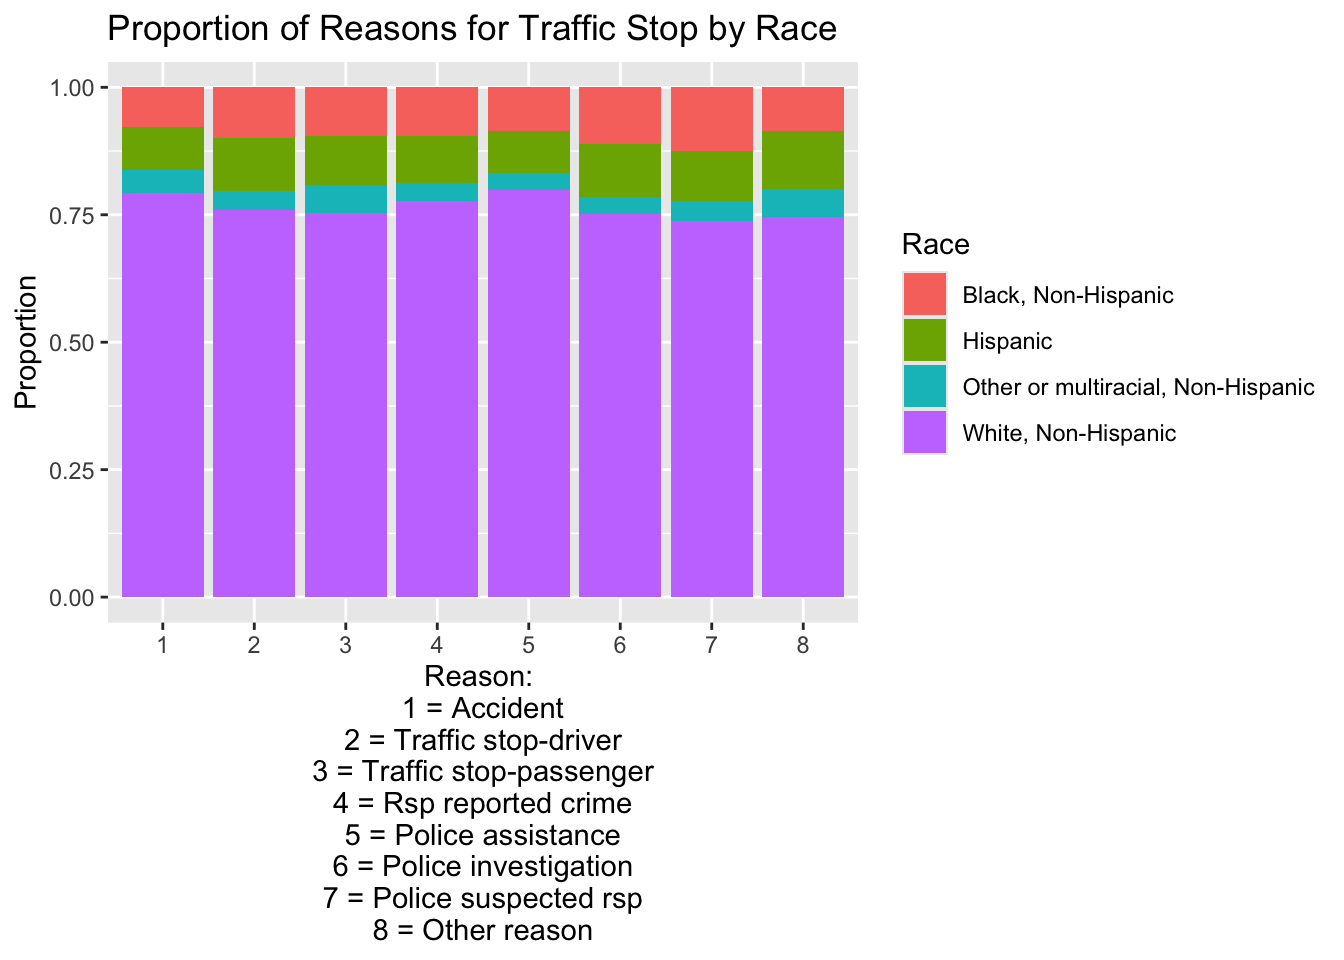 Proportion of Reasons for Traffic Stop by Race
1.00
0.75
0.50
0.25
0.00
Proportion
1 2 3 4 5 6 7 8
Reason:
1 = Accident
2 = Traffic stop-driver
3 = Traffic stop-passenger
4 = Rsp reported crime
5 = Police assistance
6 = Police investigation
7 = Police suspected rsp
8 = Other reason
Race
Black, Non-Hispanic
Hispanic
Other or multiracial, Non-Hispanic
White, Non-Hispanic